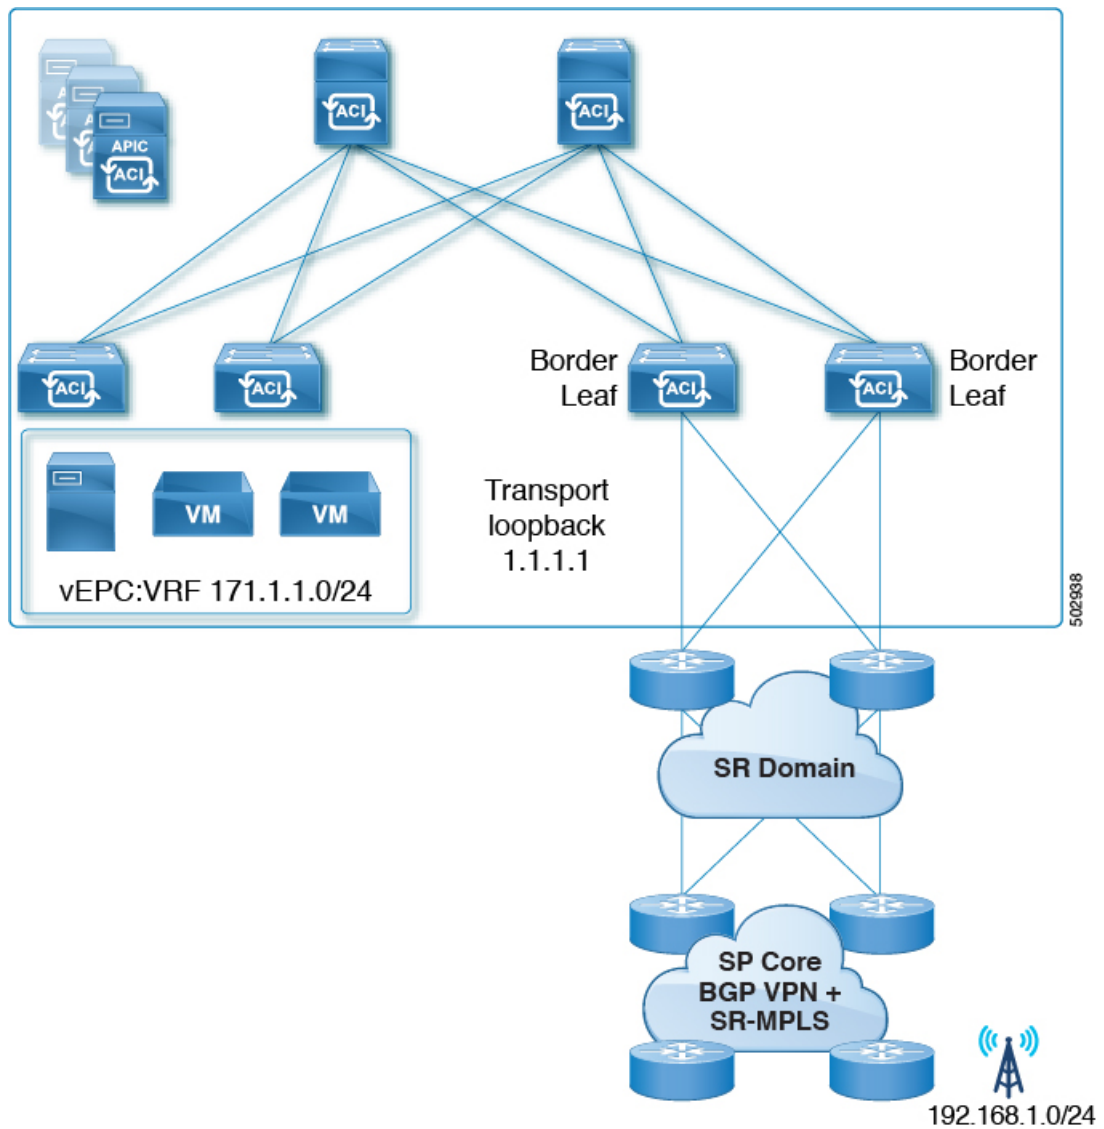 ACI
ACI
A
A
APIC
ACI
ACI
ACI
Border
Leaf
ACI
ACI
Border
Leaf
VM
VM
vEPC:VRF 171.1.1.0/24
Transport
loopback
1.1.1.1
502938
SR Domain
SP Core
BGP VPN +
SR-MPLS
192.168.1.0/24